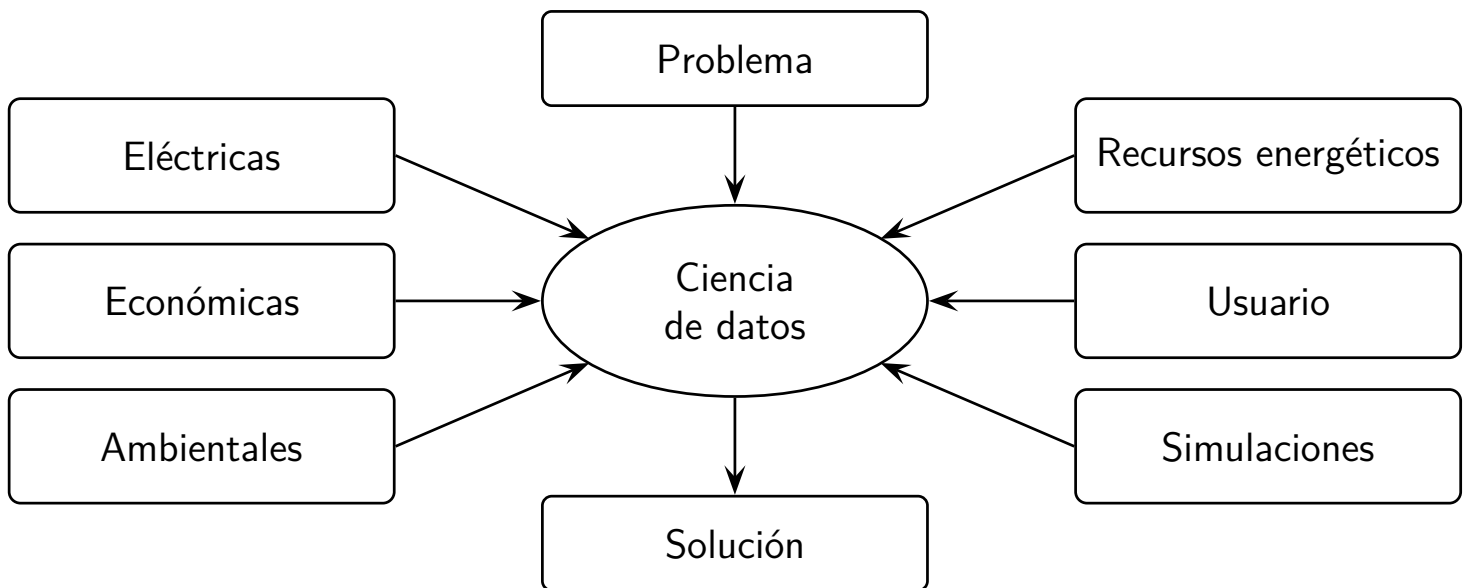 Problema
Eléctricas
Recursos energéticos
Económicas
Ciencia
de datos
Usuario
Ambientales
Simulaciones
Solución